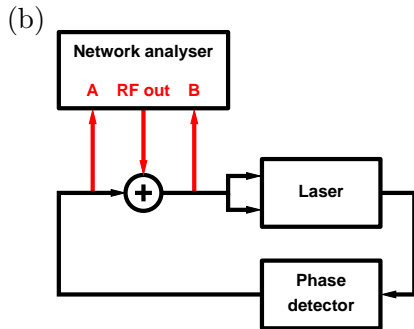 (b)
Network analyser
A RF out B
+
Laser
Phase
detector